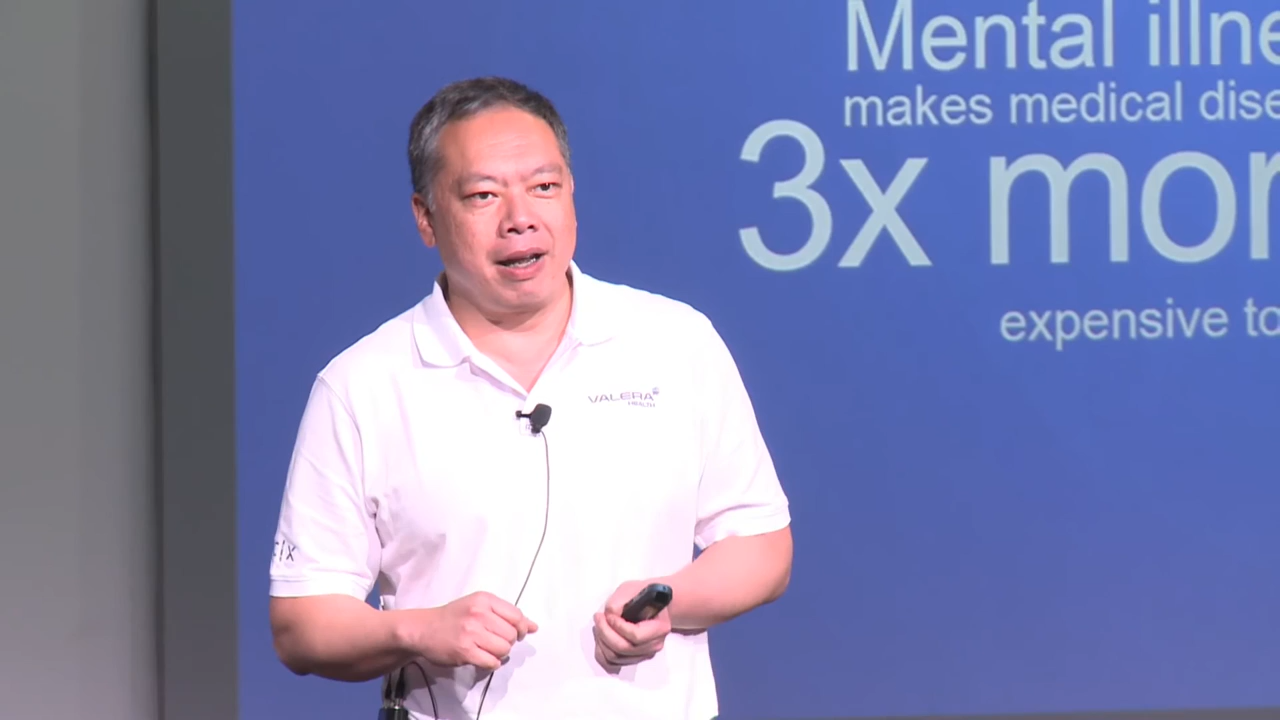 Mental illne
makes medical dise
3x mor
expensive to
VALERA
HEALTH